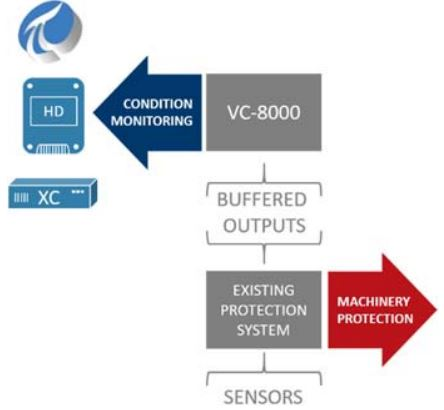 HD
XC
CONDITION
MONITORING
VC-8000
BUFFERED
OUTPUTS
EXISTING
PROTECTION
SYSTEM
MACHINERY
PROTECTION
SENSORS